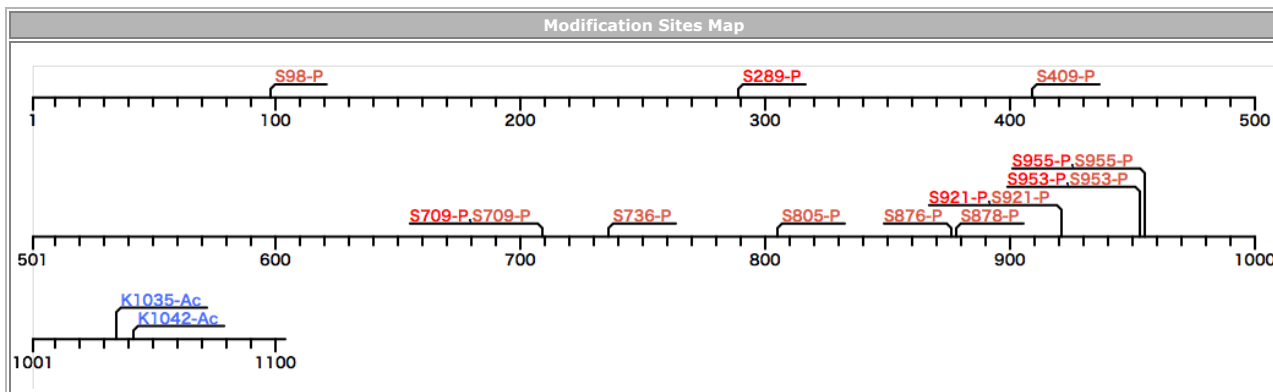 Modification Sites Map
S98-P S289-P S409-P
1 100 200 300 400 500
S955-P,S955-P
S953-P,S953-P
S921-P,S921-P
S709-P,S709-P S736-P S805-P S876-P S878-P
501 600 700 800 900 1000
K1035-Ac
K1042-Ac
1001 1100